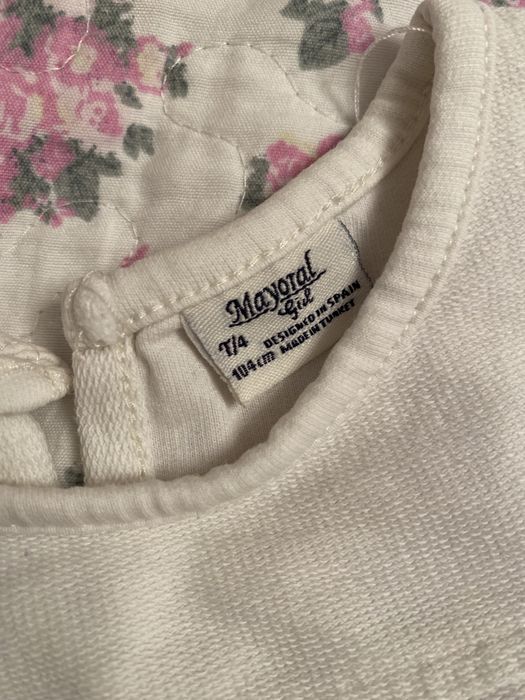 Mayoral
Girl
T/4 DESIGNED IN SPAIN
104cm MADE IN TURKEY